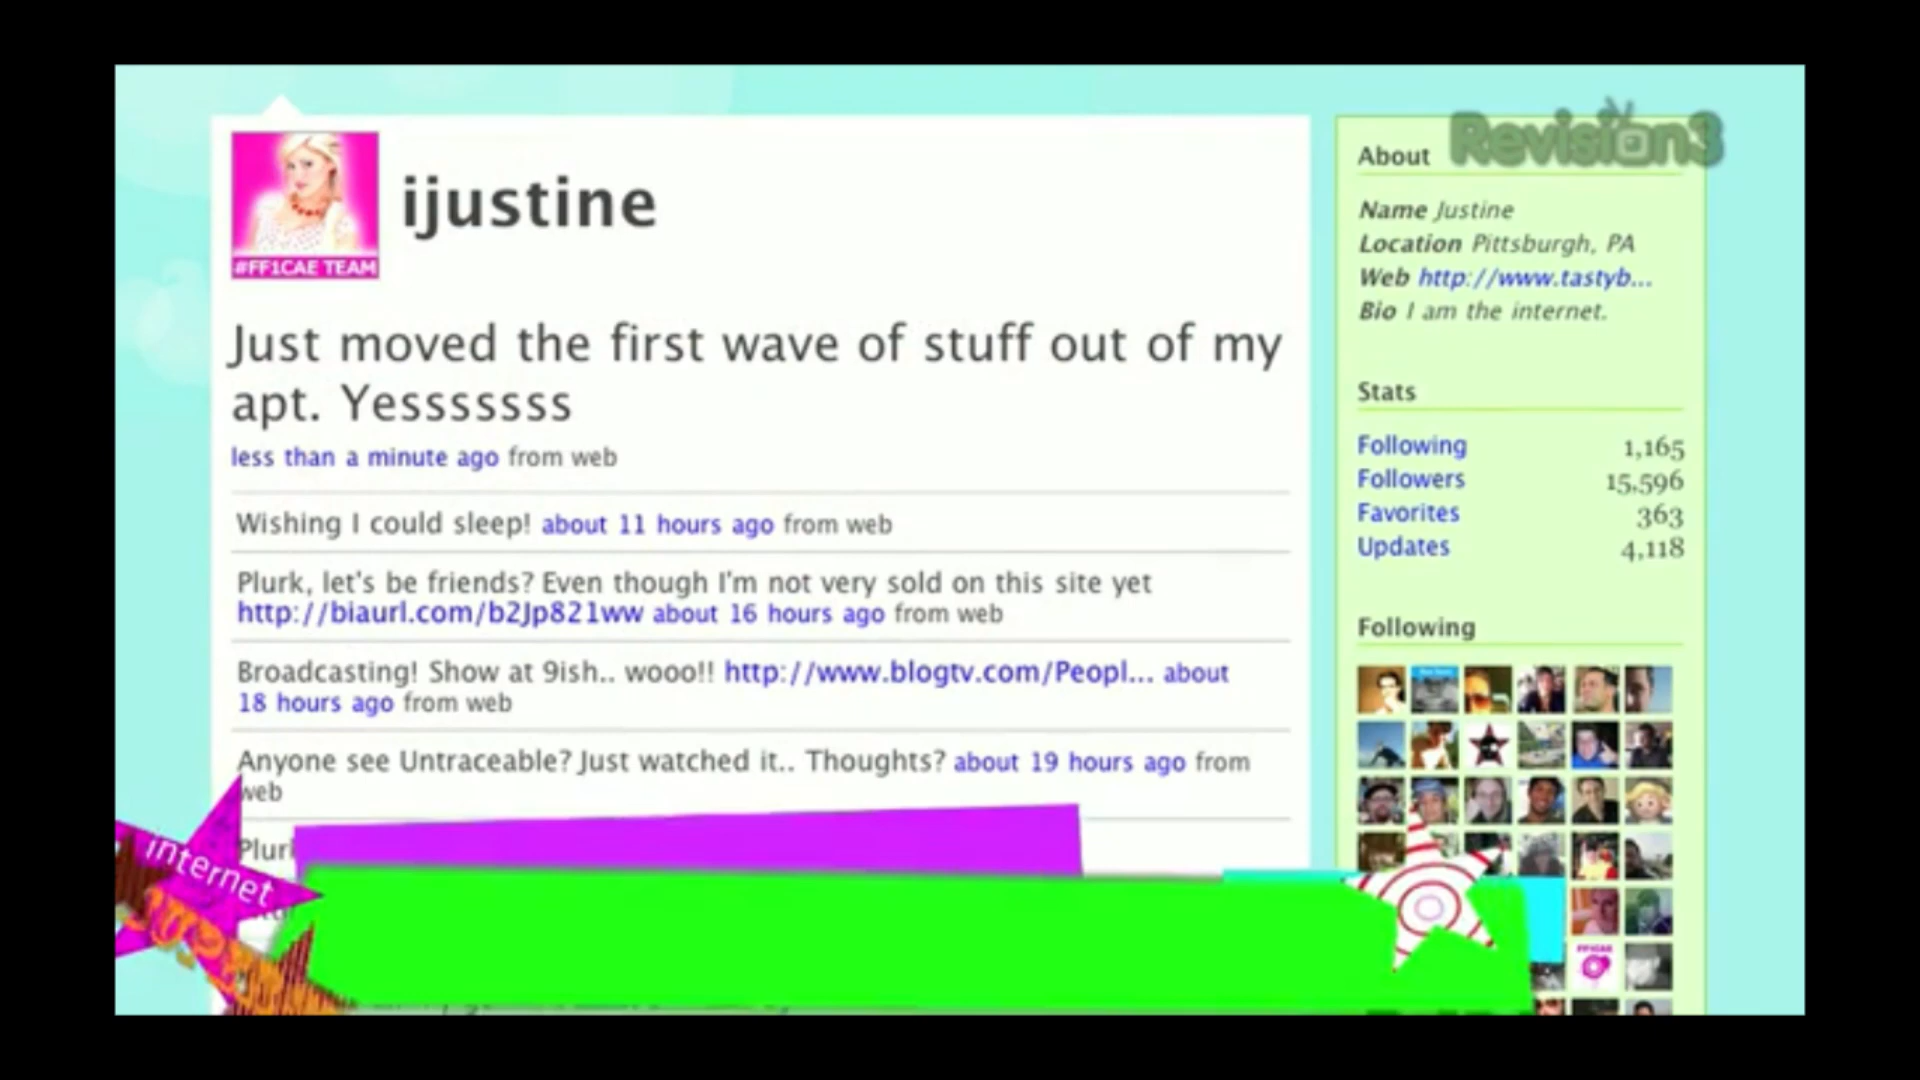 Revision3
ijustine
#FF1CAE TEAM
Just moved the first wave of stuff out of my
apt. Yesssssss
less than a minute ago from web
Wishing I could sleep! about 11 hours ago from web
Plurk, let's be friends? Even though I'm not very sold on this site yet
http://biaurl.com/b2Jp821ww about 16 hours ago from web
Broadcasting! Show at 9ish.. wooo!! http://www.blogtv.com/Peopl... about
18 hours ago from web
Anyone see Untraceable? Just watched it.. Thoughts? about 19 hours ago from
web
internet
About
Name Justine
Location Pittsburgh, PA
Web http://www.tastyb...
Bio I am the internet.
Stats
Following 1,165
Followers 15,596
Favorites 363
Updates 4,118
Following